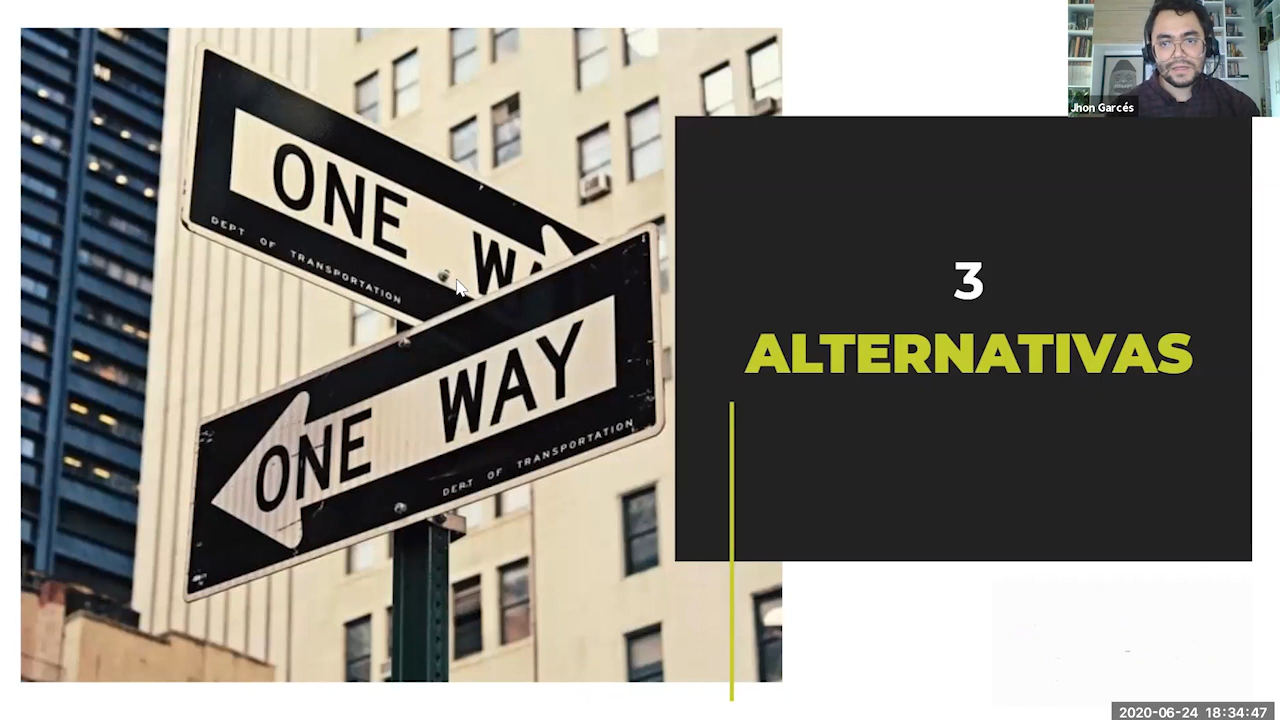 ONE
DEPT OF TRANSPORTATION
ONE WAY
DEPT OF TRANSPORTATION
3
ALTERNATIVAS
Jhon Garcés
2020-06-24 18:34:47